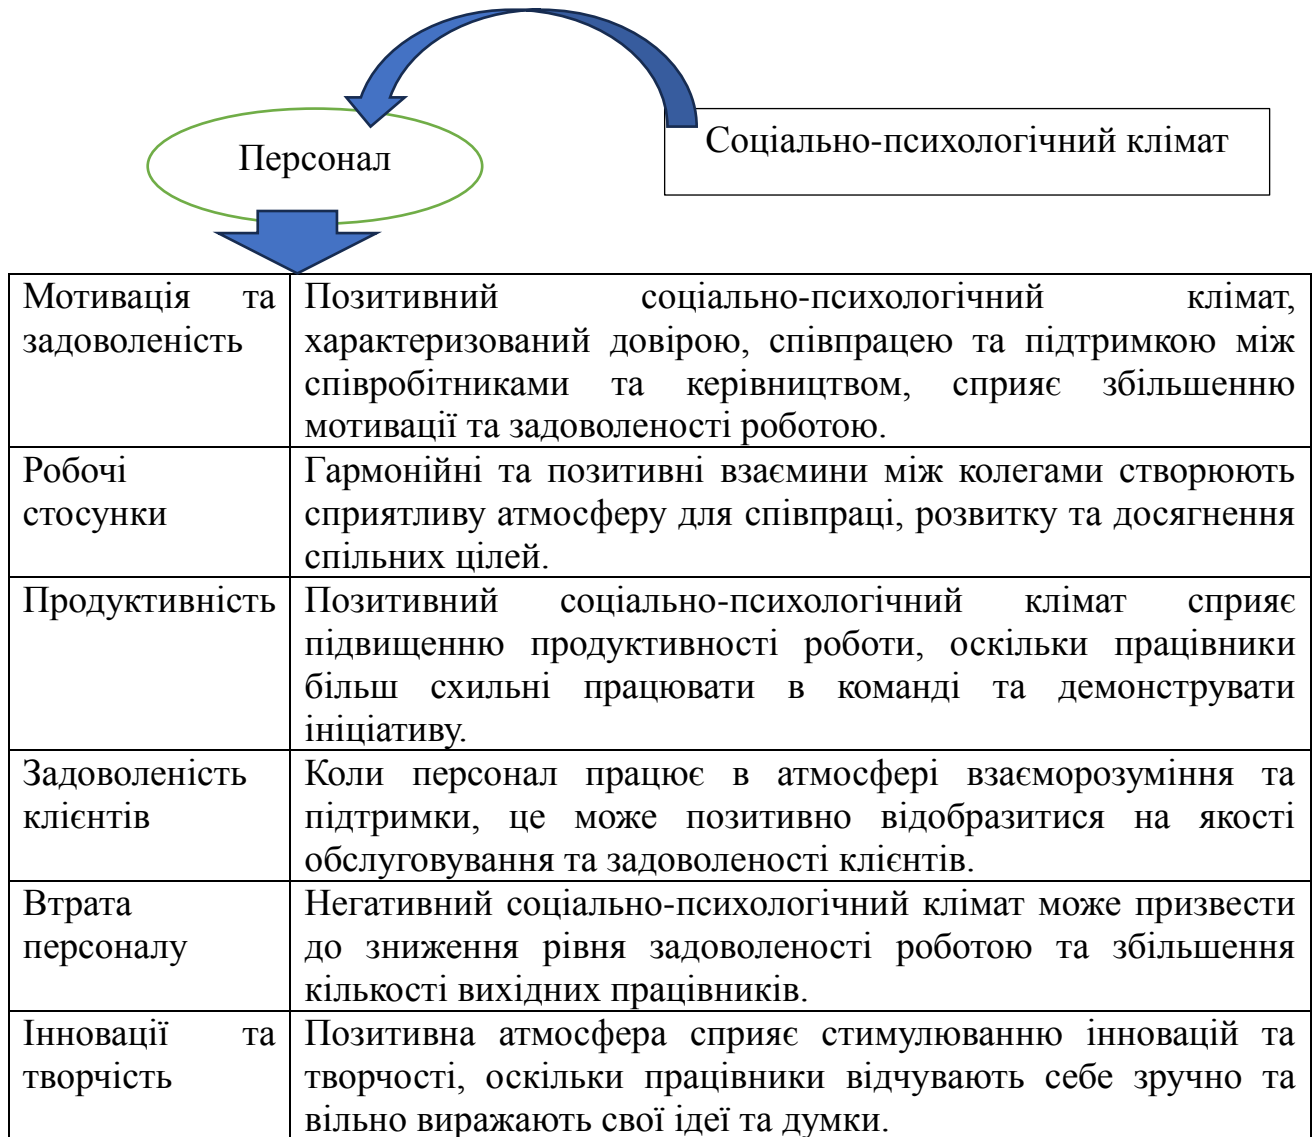 Персонал
Соціально-психологічний клімат
Мотивація та
задоволеність
Позитивний соціально-психологічний клімат,
характеризований довірою, співпрацею та підтримкою між
співробітниками та керівництвом, сприяє збільшенню
мотивації та задоволеності роботою.
Робочі
стосунки
Гармонійні та позитивні взаємини між колегами створюють
сприятливу атмосферу для співпраці, розвитку та досягнення
спільних цілей.
Продуктивність
Позитивний соціально-психологічний клімат сприяє
підвищенню продуктивності роботи, оскільки працівники
більш схильні працювати в команді та демонструвати
ініціативу.
Задоволеність
клієнтів
Коли персонал працює в атмосфері взаєморозуміння та
підтримки, це може позитивно відобразитися на якості
обслуговування та задоволеності клієнтів.
Втрата
персоналу
Негативний соціально-психологічний клімат може призвести
до зниження рівня задоволеності роботою та збільшення
кількості вихідних працівників.
Інновації та
творчість
Позитивна атмосфера сприяє стимулюванню інновацій та
творчості, оскільки працівники відчувають себе зручно та
вільно виражають свої ідеї та думки.